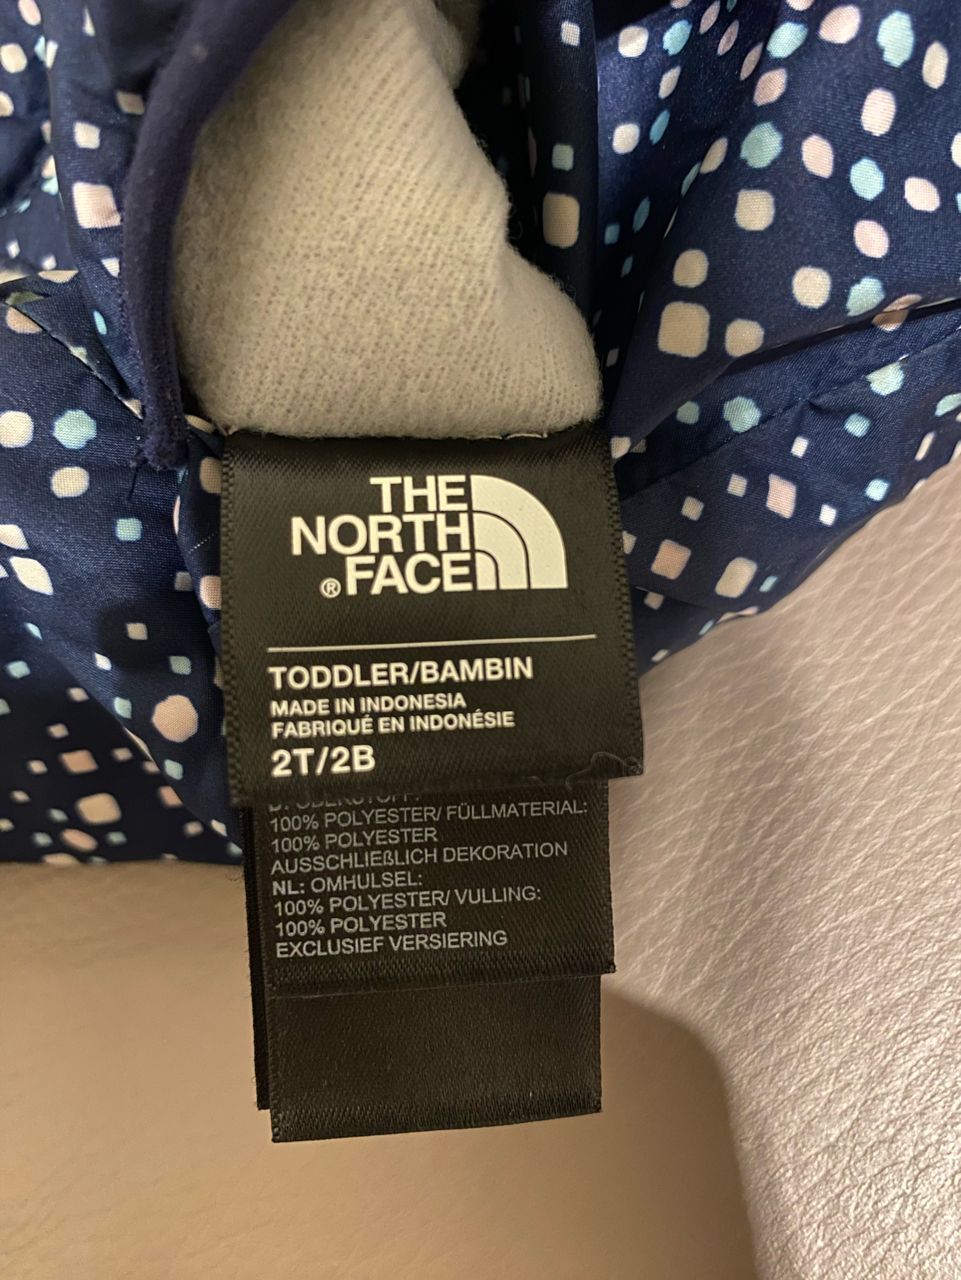 THE
NORTH
®FACE
TODDLER/BAMBIN
MADE IN INDONESIA
FABRIQUÉ EN INDONÉSIE
2T/2B
D: OBERSTOFF:
100% POLYESTER/ FÜLLMATERIAL:
100% POLYESTER
AUSSCHLIEßLICH DEKORATION
NL: OMHULSEL:
100% POLYESTER/ VULLING:
100% POLYESTER
EXCLUSIEF VERSIERING